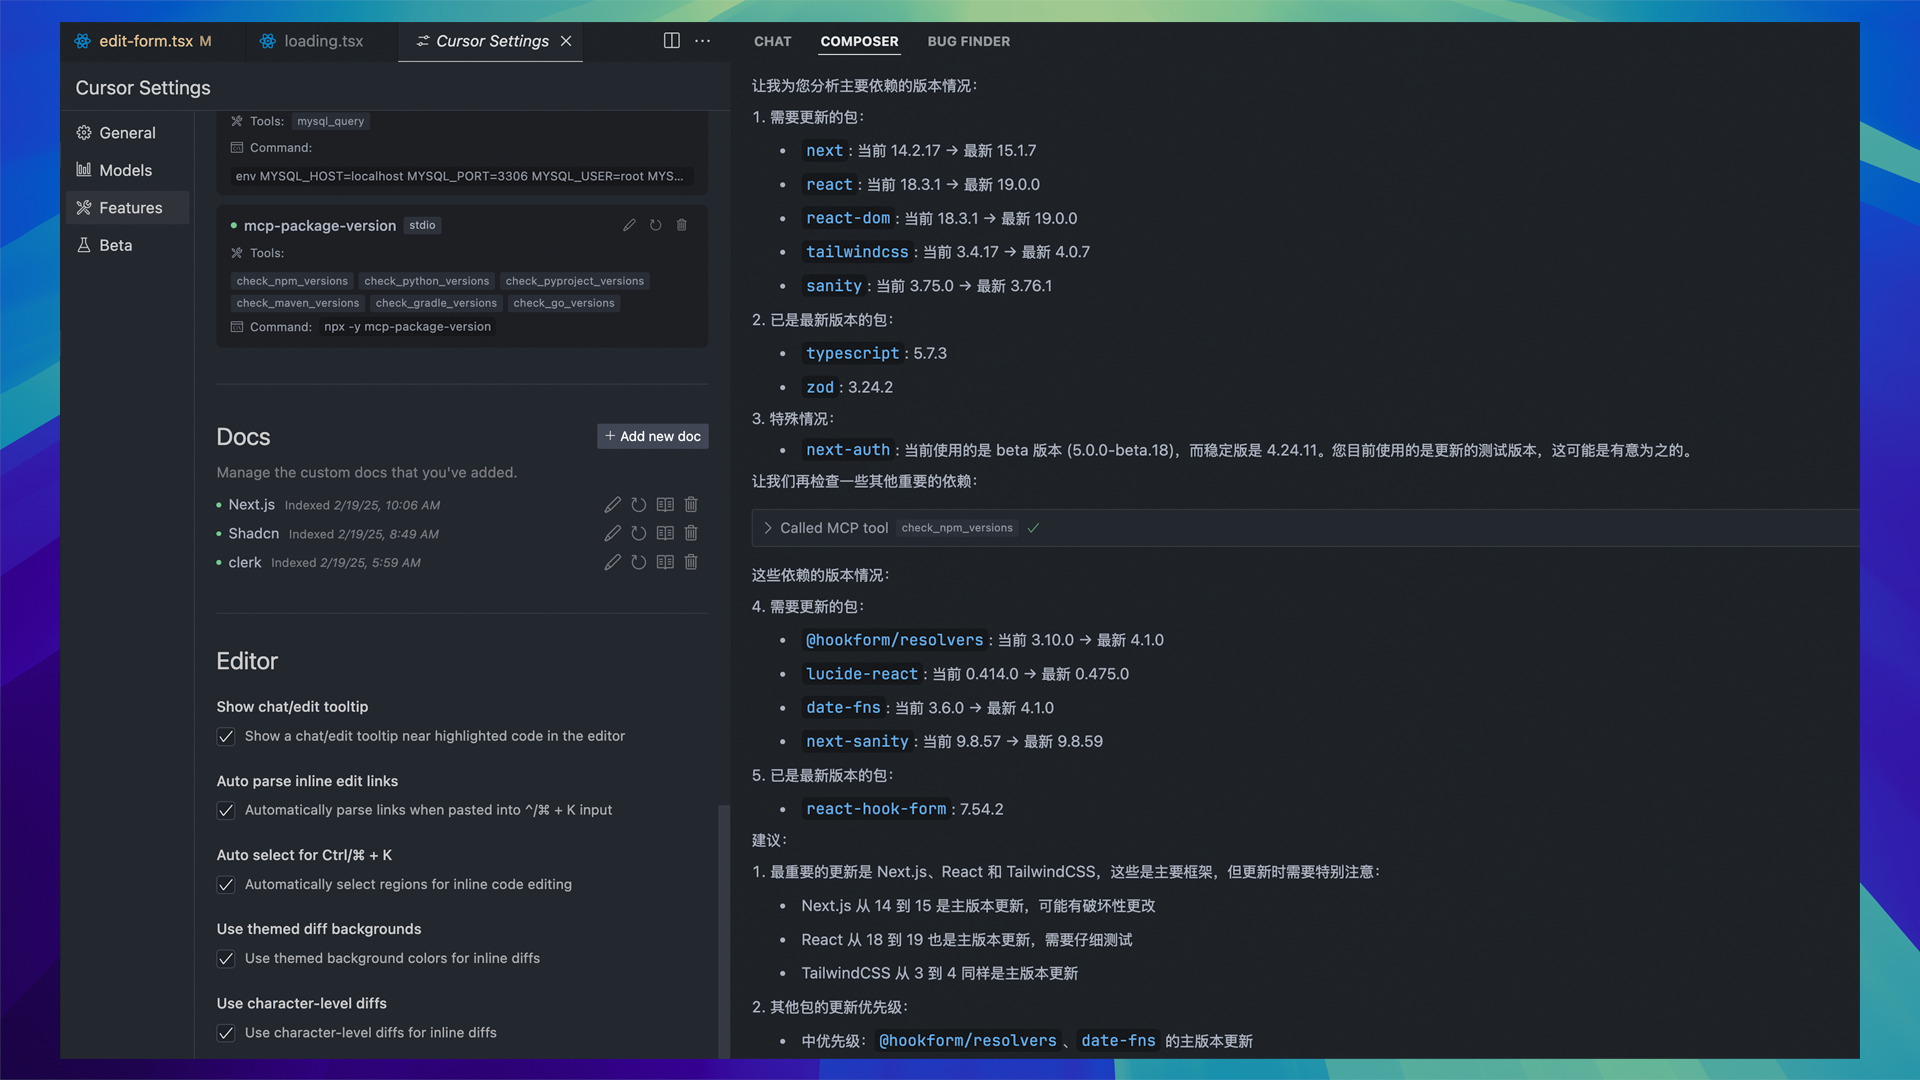 edit-form.tsx M
loading.tsx
Cursor Settings
Cursor Settings
General
Models
Features
Beta
Tools: mysql_query
Command:
env MYSQL_HOST=localhost MYSQL_PORT=3306 MYSQL_USER=root MYS...
mcp-package-version stdio
Tools:
check_npm_versions check_python_versions check_pyproject_versions
check_maven_versions check_gradle_versions check_go_versions
Command: npx -y mcp-package-version
Docs
+ Add new doc
Manage the custom docs that you've added.
Next.js Indexed 2/19/25, 10:06 AM
Shadcn Indexed 2/19/25, 8:49 AM
clerk Indexed 2/19/25, 5:59 AM
Editor
Show chat/edit tooltip
Show a chat/edit tooltip near highlighted code in the editor
Auto parse inline edit links
Automatically parse links when pasted into ^/⌘ + K input
Auto select for Ctrl/⌘ + K
Automatically select regions for inline code editing
Use themed diff backgrounds
Use themed background colors for inline diffs
Use character-level diffs
Use character-level diffs for inline diffs
CHAT COMPOSER BUG FINDER
让我为您分析主要依赖的版本情况：
1. 需要更新的包：
• next : 当前 14.2.17 → 最新 15.1.7
• react : 当前 18.3.1 → 最新 19.0.0
• react-dom : 当前 18.3.1 → 最新 19.0.0
• tailwindcss : 当前 3.4.17 → 最新 4.0.7
• sanity : 当前 3.75.0 → 最新 3.76.1
2. 已是最新版本的包：
• typescript : 5.7.3
• zod : 3.24.2
3. 特殊情况：
• next-auth : 当前使用的是 beta 版本 (5.0.0-beta.18)，而稳定版是 4.24.11。您目前使用的是更新的测试版本，这可能是有意为之的。
让我们再检查一些其他重要的依赖：
Called MCP tool check_npm_versions ✓
这些依赖的版本情况：
4. 需要更新的包：
• @hookform/resolvers : 当前 3.10.0 → 最新 4.1.0
• lucide-react : 当前 0.414.0 → 最新 0.475.0
• date-fns : 当前 3.6.0 → 最新 4.1.0
• next-sanity : 当前 9.8.57 → 最新 9.8.59
5. 已是最新版本的包：
• react-hook-form : 7.54.2
建议：
1. 最重要的更新是 Next.js、React 和 TailwindCSS，这些是主要框架，但更新时需要特别注意：
• Next.js 从 14 到 15 是主版本更新，可能有破坏性更改
• React 从 18 到 19 也是主版本更新，需要仔细测试
• TailwindCSS 从 3 到 4 同样是主版本更新
2. 其他包的更新优先级：
• 中优先级： @hookform/resolvers 、 date-fns 的主版本更新